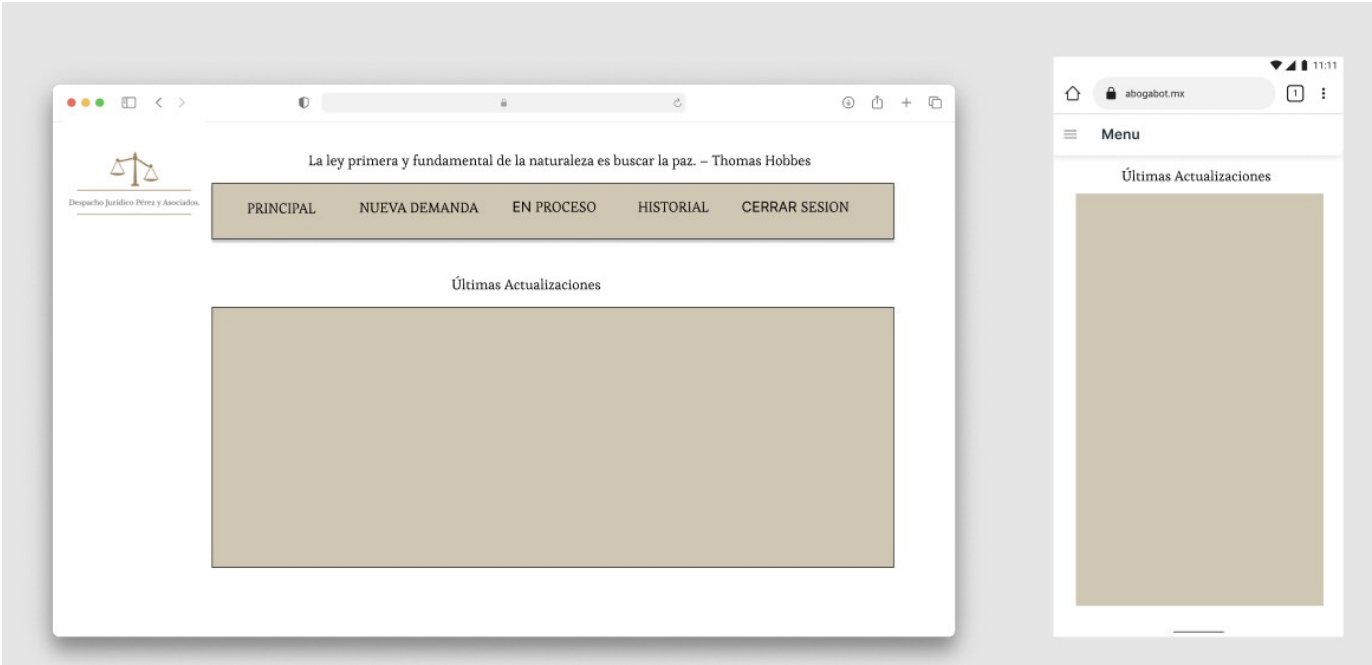 La ley primera y fundamental de la naturaleza es buscar la paz. – Thomas Hobbes
Despacho Jurídico Pérez y Asociados.
PRINCIPAL NUEVA DEMANDA EN PROCESO HISTORIAL CERRAR SESION
Últimas Actualizaciones
11:11
abogabot.mx 1
Menu
Últimas Actualizaciones